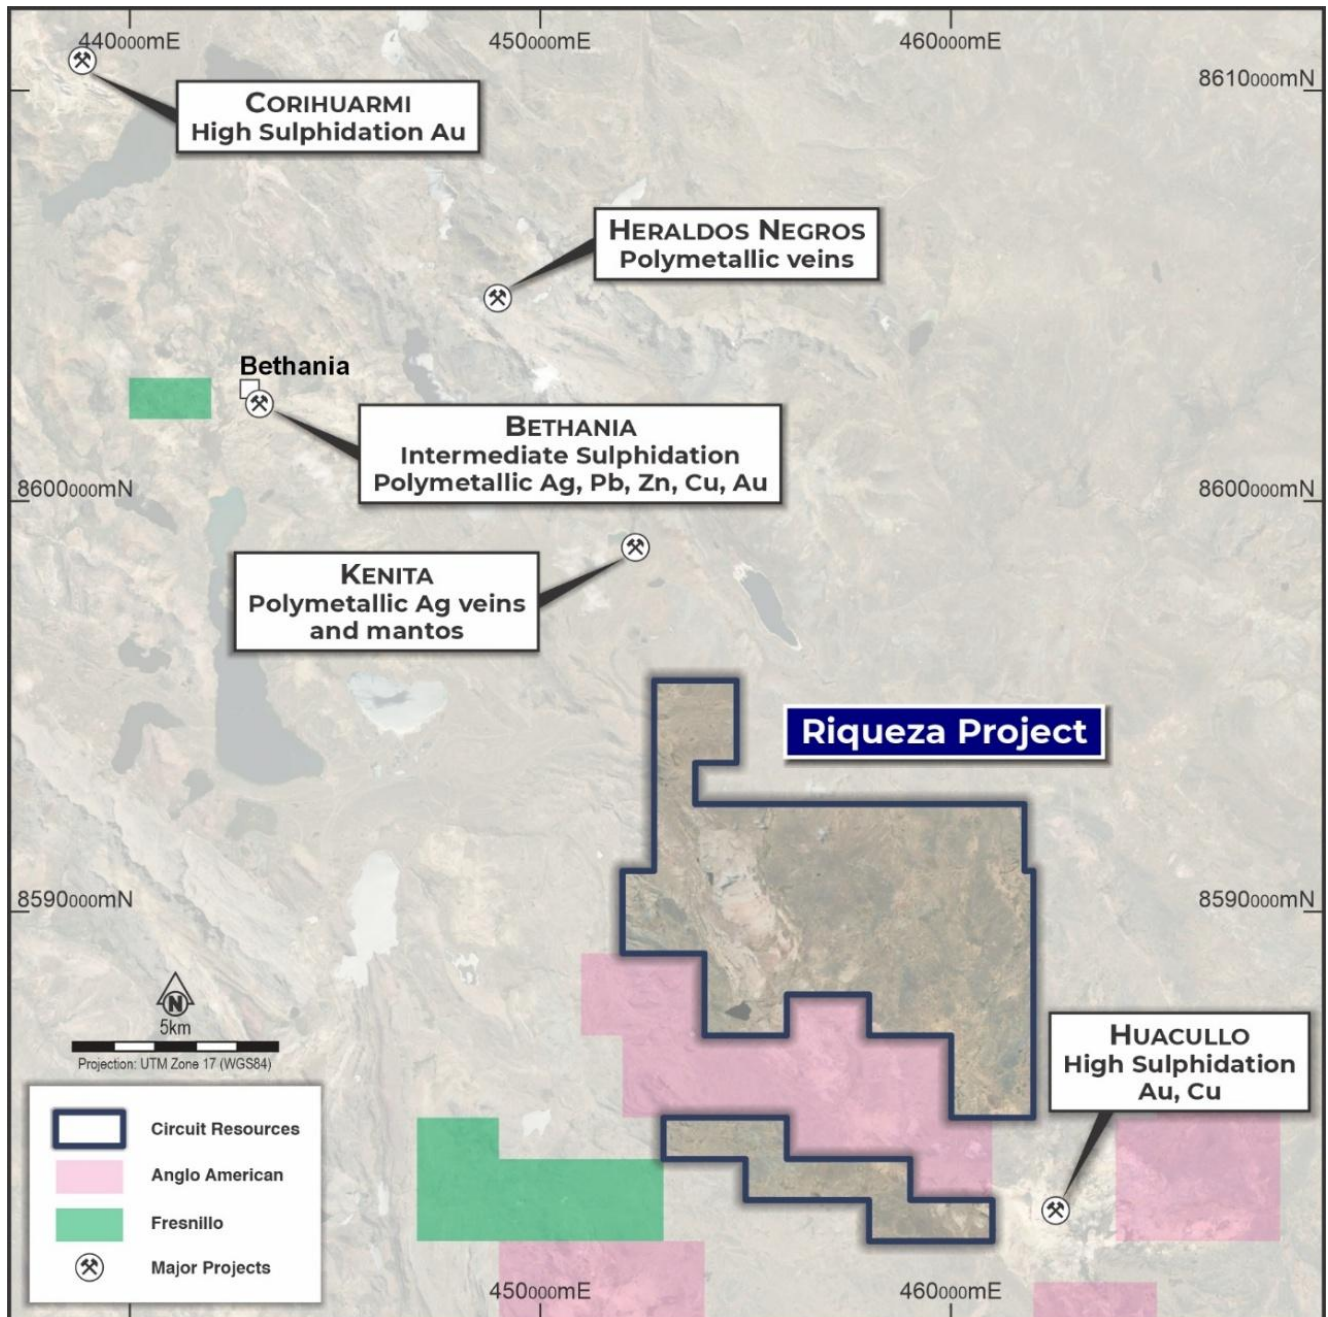 440000mE
450000mE
460000mE
8610000mN
CORIHUARMI
High Sulphidation Au
HERALDOS NEGROS
Polymetallic veins
Bethania
BETHANIA
Intermediate Sulphidation
Polymetallic Ag, Pb, Zn, Cu, Au
8600000mN
8600000mN
KENITA
Polymetallic Ag veins
and mantos
Riqueza Project
8590000mN
8590000mN
N
5km
Projection: UTM Zone 17 (WGS84)
HUACULLO
High Sulphidation
Au, Cu
Circuit Resources
Anglo American
Fresnillo
Major Projects
450000mE
460000mE